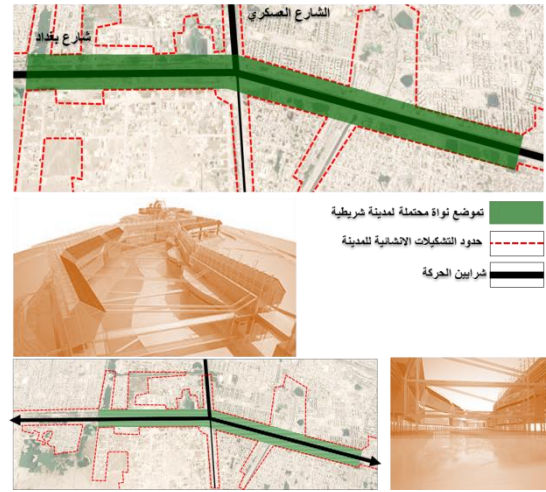 الشارع العسكري
شارع بغداد
تموضع نواة محتملة لمدينة شريطية
حدود التشكيلات الانشائية للمدينة
شرايين الحركة